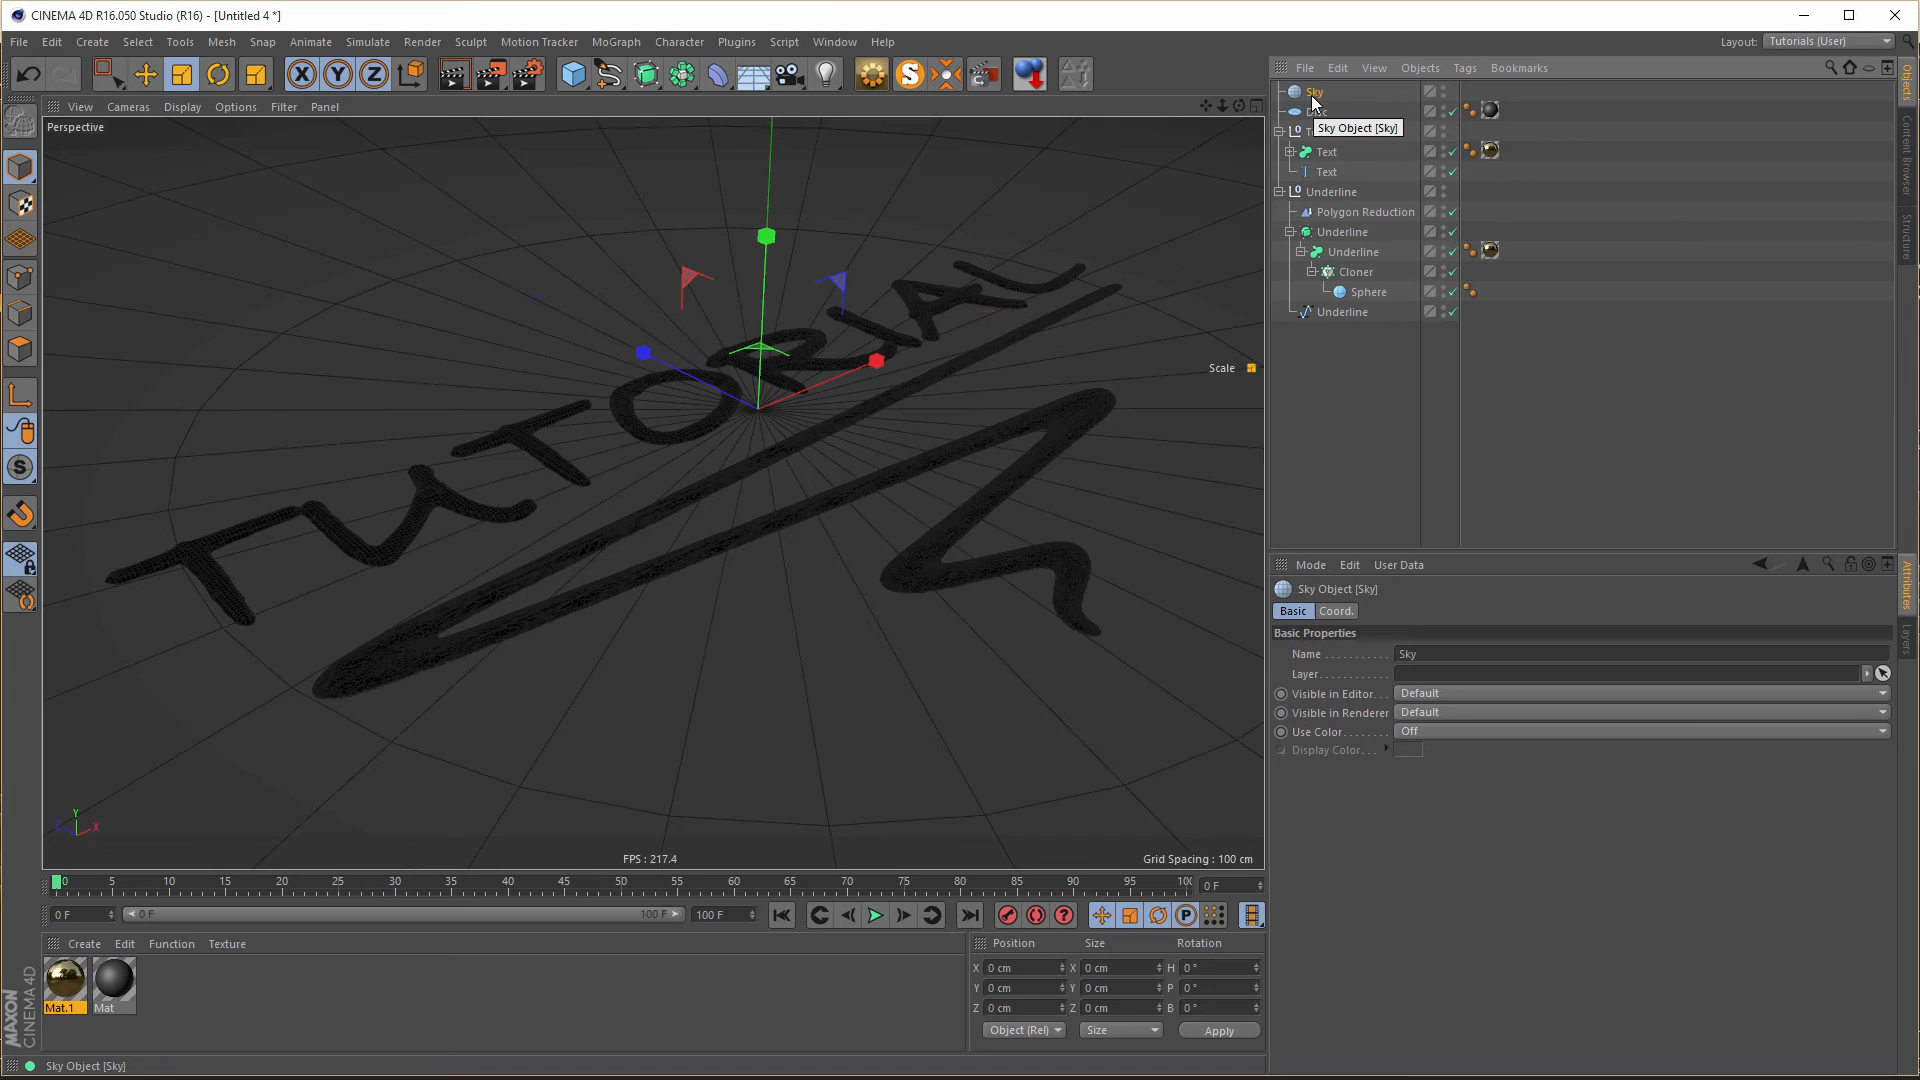 CINEMA 4D R16.050 Studio (R16) - [Untitled 4 *]
File Edit Create Select Tools Mesh Snap Animate Simulate Render Sculpt Motion Tracker MoGraph Character Plugins Script Window Help
Layout: Tutorials (User)
File Edit View Objects Tags Bookmarks
View Cameras Display Options Filter Panel
Perspective
Sky
Sky Object [Sky]
Text
Text
Underline
Polygon Reduction
Underline
Underline
Cloner
Sphere
Underline
Objects
Content Browser
Structure
TUTORIAL
Scale
FPS : 217.4
Grid Spacing : 100 cm
Mode Edit User Data
Sky Object [Sky]
Basic Coord.
Basic Properties
Name Sky
Layer
Visible in Editor Default
Visible in Renderer Default
Use Color Off
Display Color
Attributes
Layers
0 5 10 15 20 25 30 35 40 45 50 55 60 65 70 75 80 85 90 95 100 0 F
0 F 0 F 100 F 100 F
Create Edit Function Texture
Mat.1 Mat
Position Size Rotation
X 0 cm X 0 cm H 0 °
Y 0 cm Y 0 cm P 0 °
Z 0 cm Z 0 cm B 0 °
Object (Rel) Size Apply
MAXON CINEMA 4D
Sky Object [Sky]